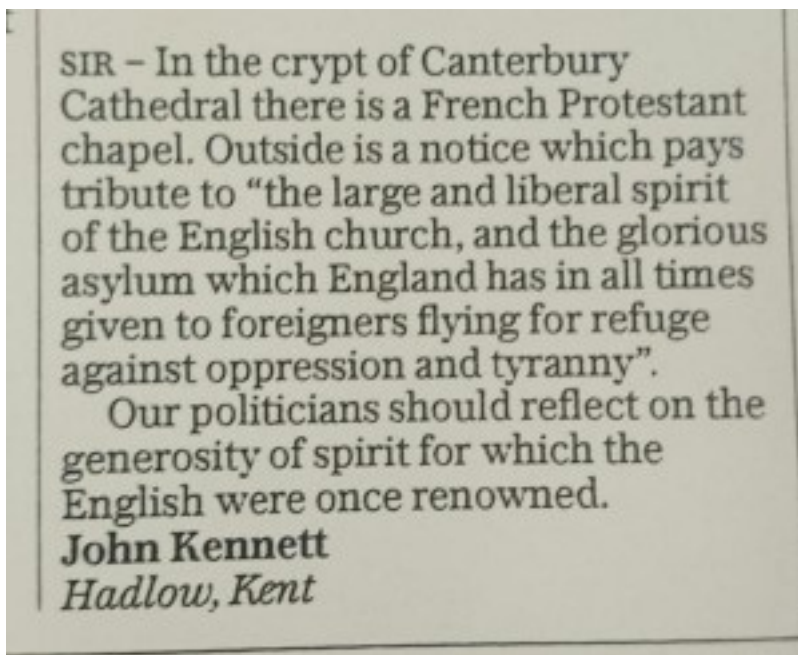 SIR – In the crypt of Canterbury
Cathedral there is a French Protestant
chapel. Outside is a notice which pays
tribute to “the large and liberal spirit
of the English church, and the glorious
asylum which England has in all times
given to foreigners flying for refuge
against oppression and tyranny”.
Our politicians should reflect on the
generosity of spirit for which the
English were once renowned.
John Kennett
Hadlow, Kent